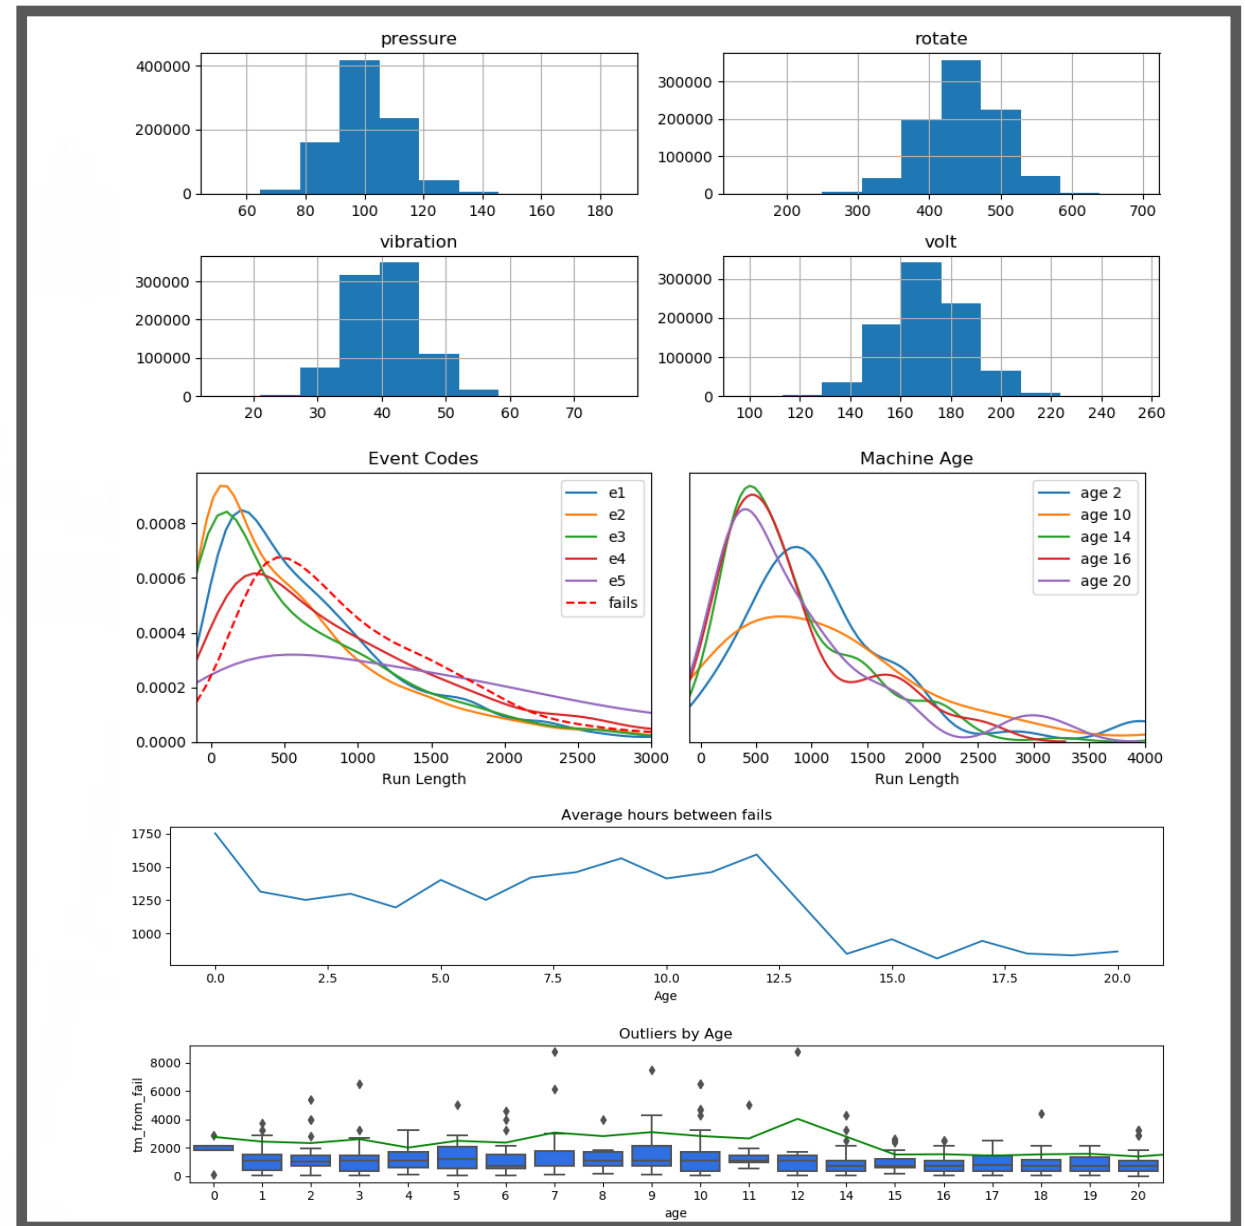 pressure
400000
200000
0
60 80 100 120 140 160 180
rotate
300000
200000
100000
0
200 300 400 500 600 700
vibration
300000
200000
100000
0
20 30 40 50 60 70
volt
300000
200000
100000
0
100 120 140 160 180 200 220 240 260
Event Codes
0.0008
0.0006
0.0004
0.0002
0.0000
e1
e2
e3
e4
e5
fails
0 500 1000 1500 2000 2500 3000
Run Length
Machine Age
age 2
age 10
age 14
age 16
age 20
0 500 1000 1500 2000 2500 3000 3500 4000
Run Length
Average hours between fails
1750
1500
1250
1000
0.0 2.5 5.0 7.5 10.0 12.5 15.0 17.5 20.0
Age
Outliers by Age
tm_from_fail
8000
6000
4000
2000
0
0 1 2 3 4 5 6 7 8 9 10 11 12 14 15 16 17 18 19 20
age